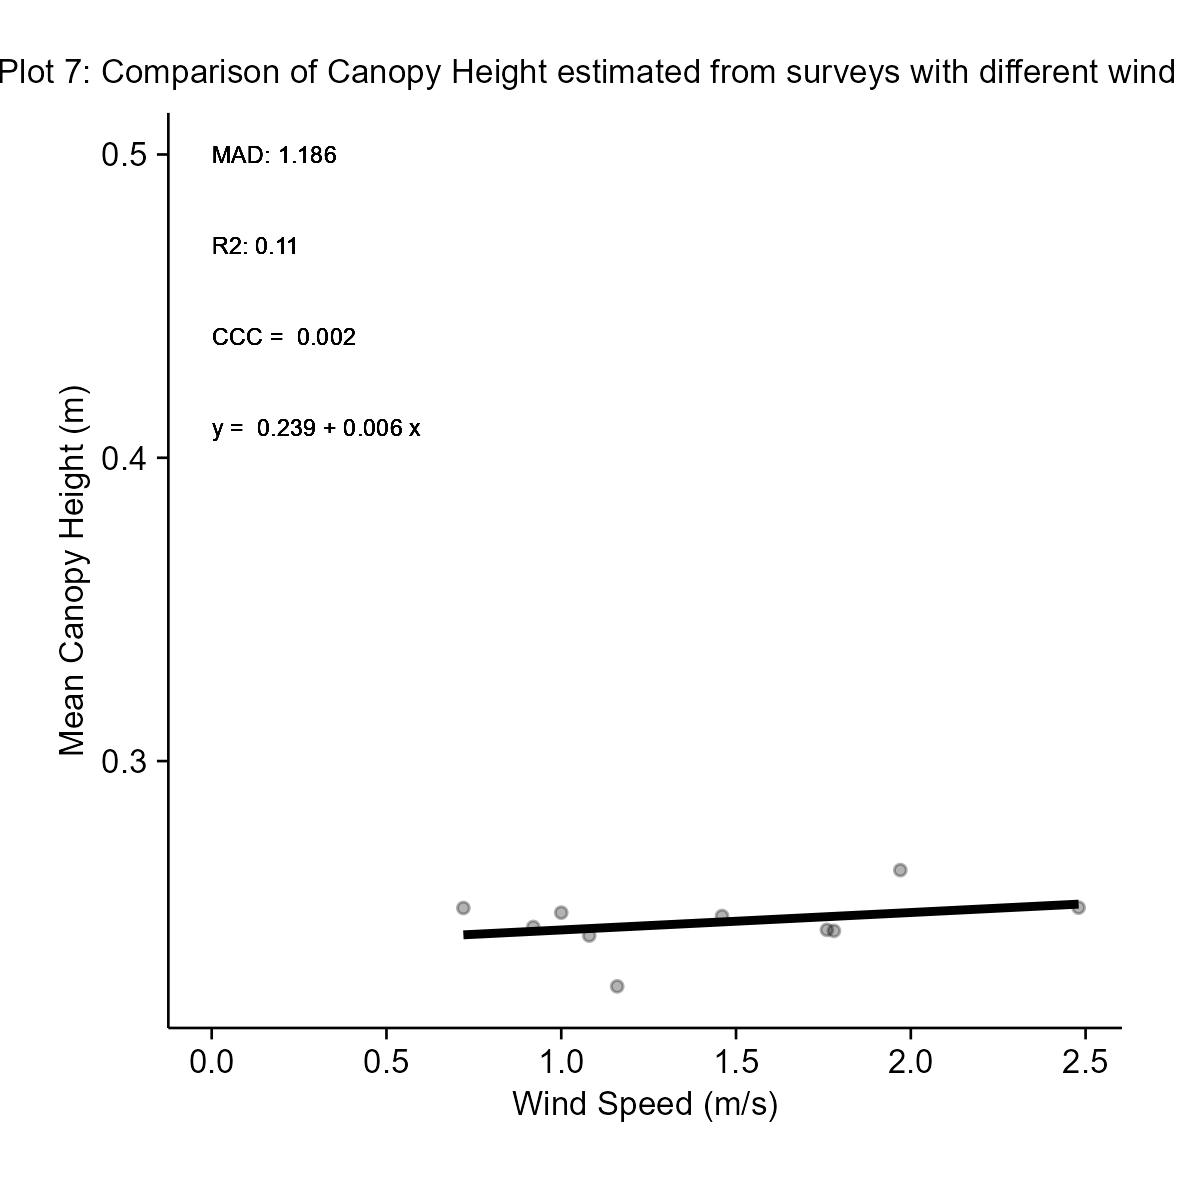 Plot 7: Comparison of Canopy Height estimated from surveys with different wind
0.5
MAD: 1.186
R2: 0.11
CCC =  0.002
y =  0.239 + 0.006 x
0.4
Mean Canopy Height (m)
0.3
0.0 0.5 1.0 1.5 2.0 2.5
Wind Speed (m/s)